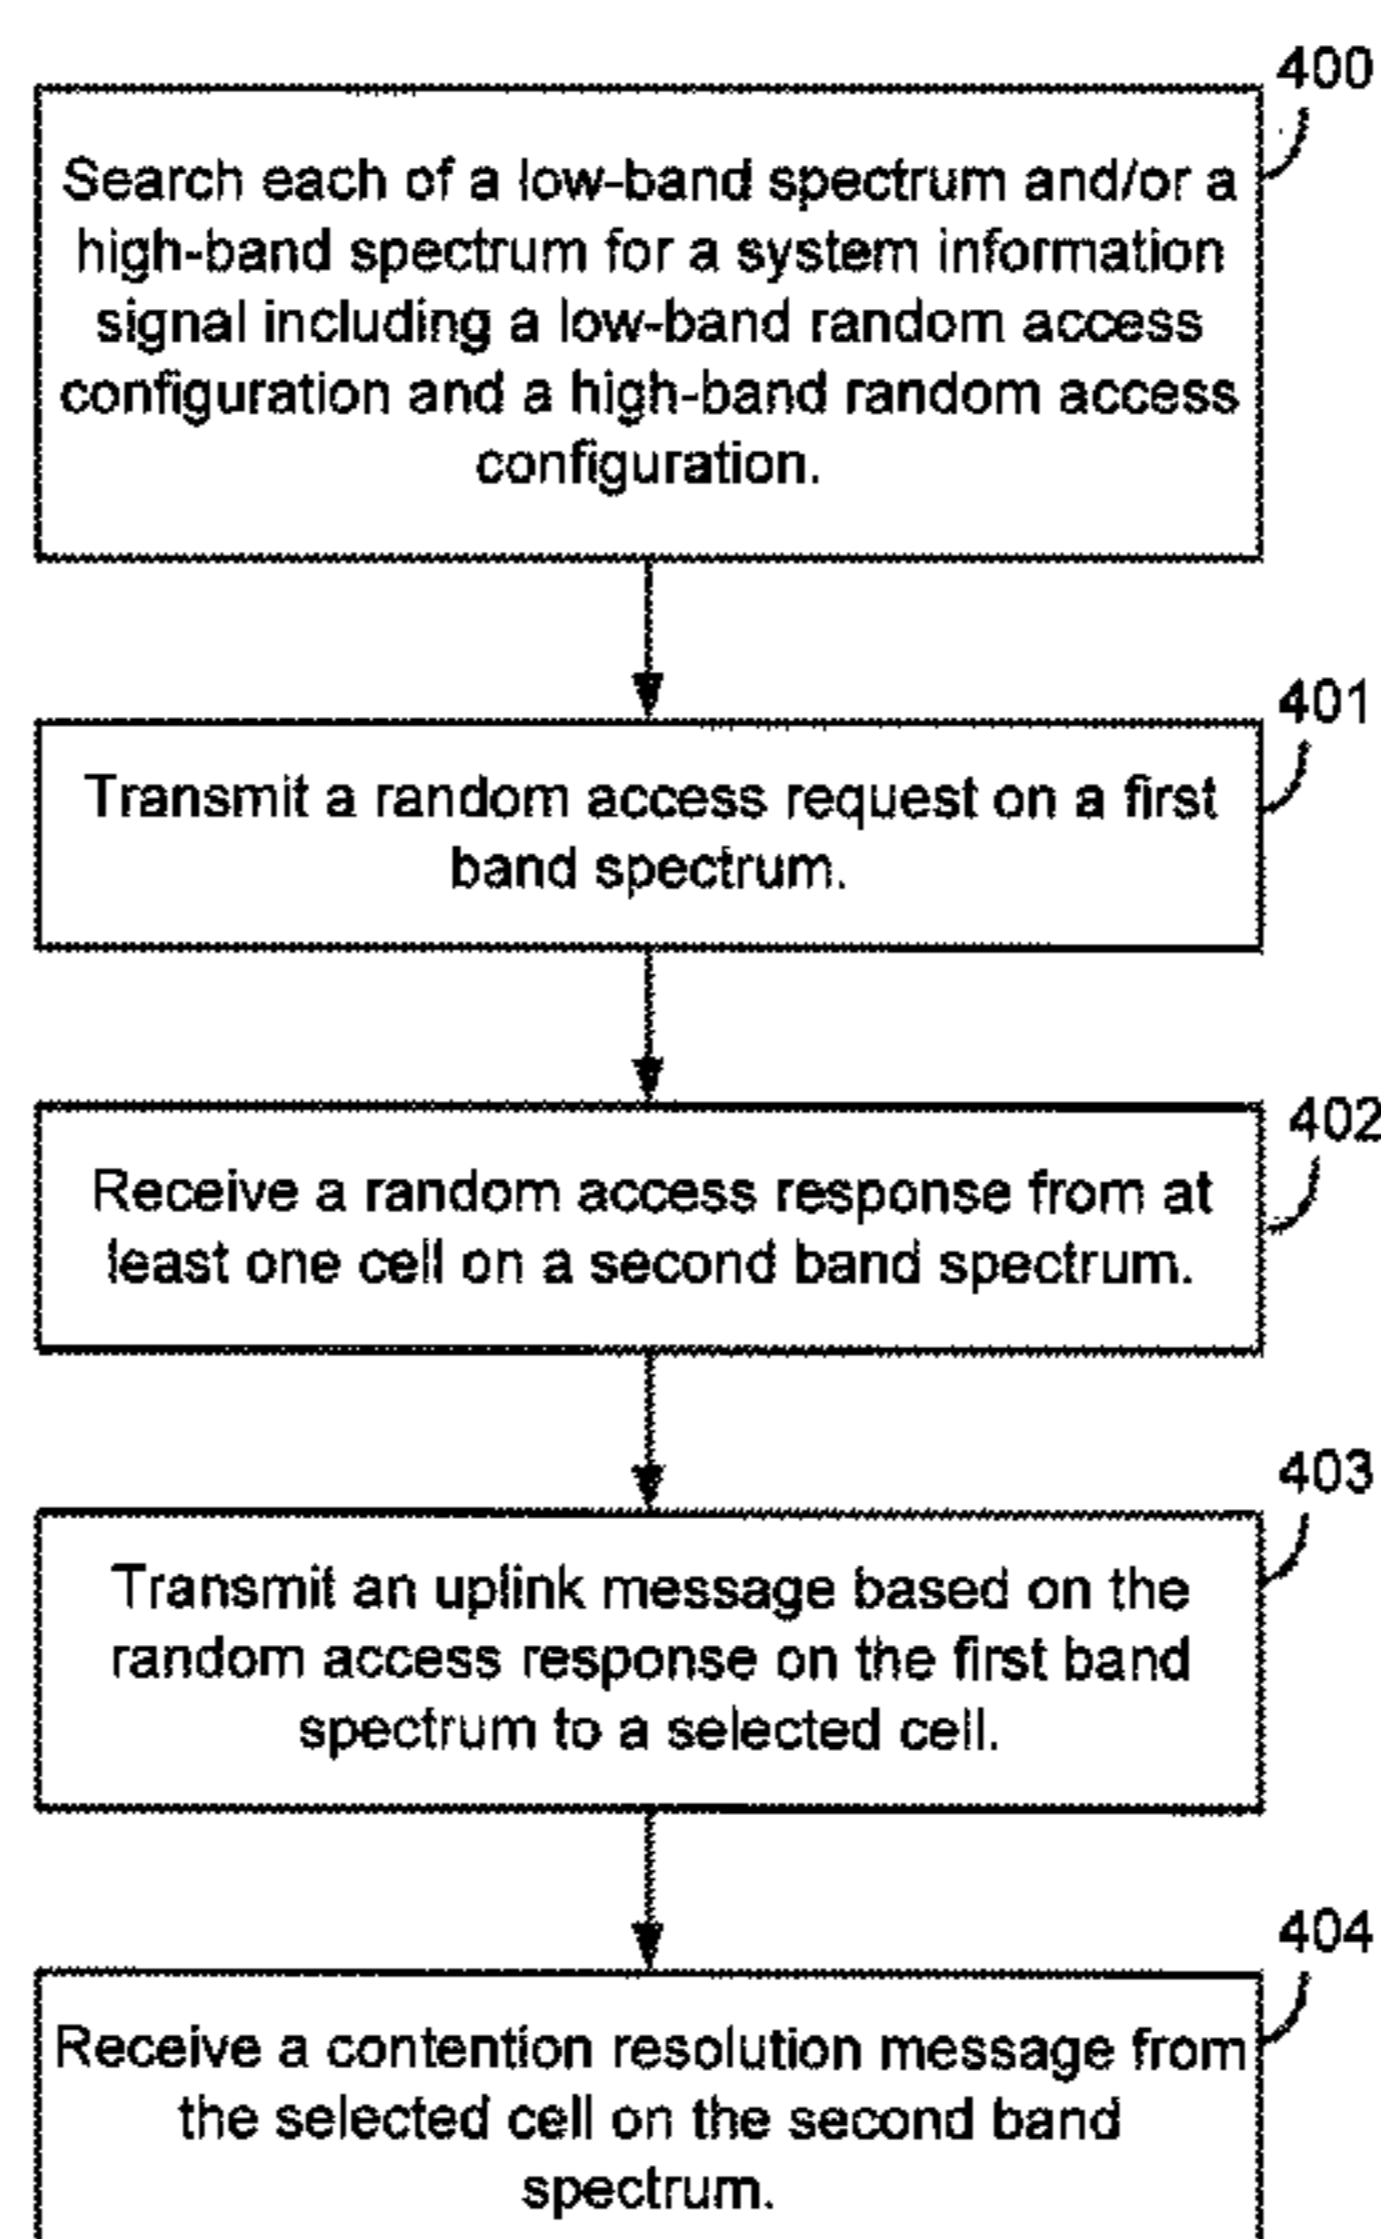 400
Search each of a low-band spectrum and/or a
high-band spectrum for a system information
signal including a low-band random access
configuration and a high-band random access
configuration.
401
Transmit a random access request on a first
band spectrum.
402
Receive a random access response from at
least one cell on a second band spectrum.
403
Transmit an uplink message based on the
random access response on the first band
spectrum to a selected cell.
404
Receive a contention resolution message from
the selected cell on the second band
spectrum.